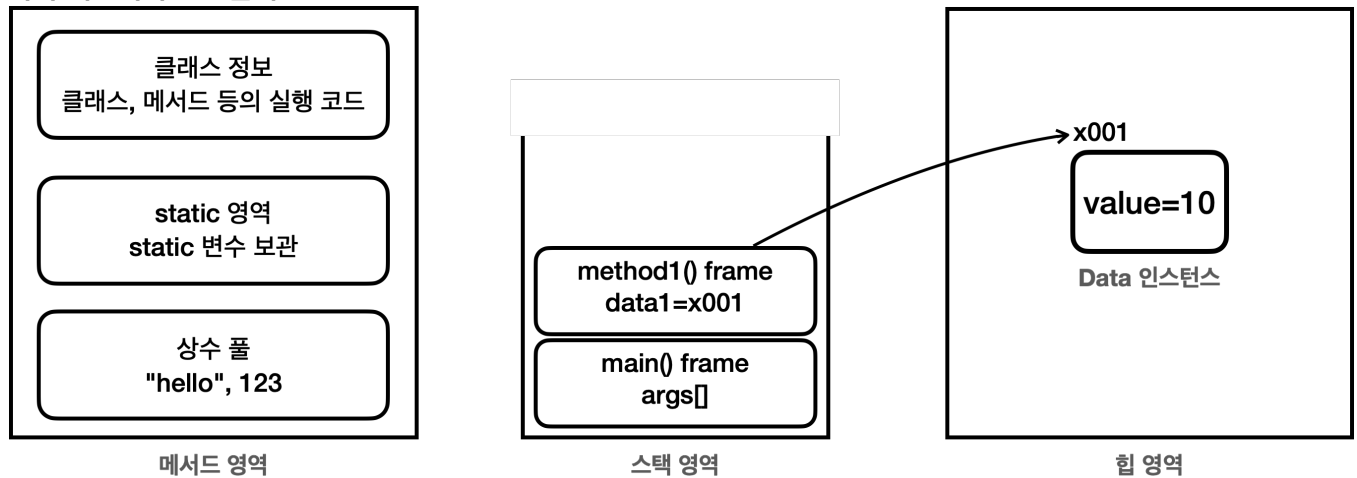 클래스 정보
클래스, 메서드 등의 실행 코드
static 영역
static 변수 보관
상수 풀
"hello", 123
메서드 영역
method1() frame
data1=x001
main() frame
args[]
스택 영역
x001
value=10
Data 인스턴스
힙 영역